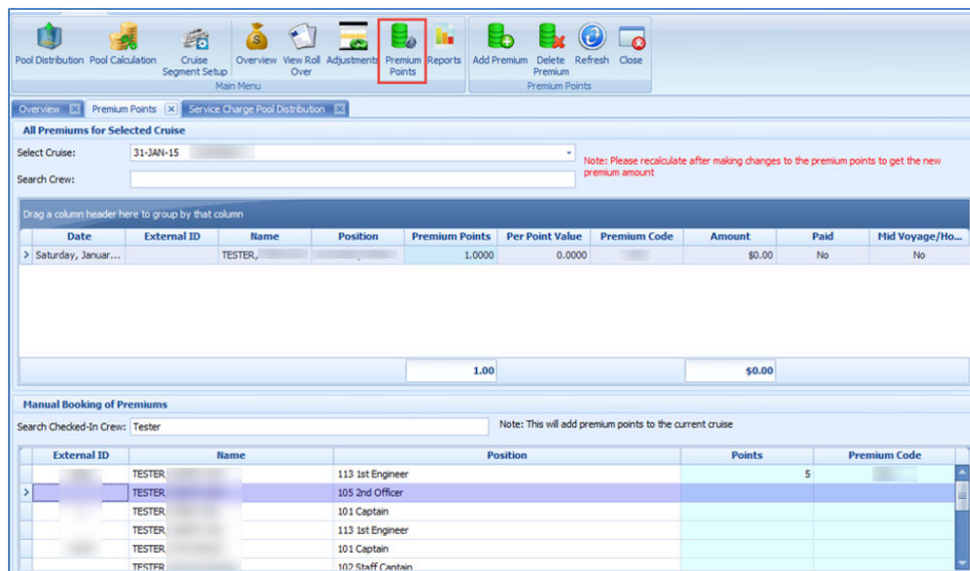 Pool Distribution Pool Calculation Cruise Segment Setup Overview View Roll Over Adjustments Premium Points Reports Add Premium Delete Premium Refresh Close
Main Menu Premium Points
Overview Premium Points Service Charge Pool Distribution
All Premiums for Selected Cruise
Select Cruise: 31-JAN-15
Note: Please recalculate after making changes to the premium points to get the new
premium amount
Search Crew:
Drag a column header here to group by that column
Date External ID Name Position Premium Points Per Point Value Premium Code Amount Paid Mid Voyage/Ho...
Saturday, Januar... TESTER, 1.0000 0.0000 $0.00 No No
1.00 $0.00
Manual Booking of Premiums
Search Checked-In Crew: Tester Note: This will add premium points to the current cruise
External ID Name Position Points Premium Code
TESTER 113 1st Engineer 5
TESTER 105 2nd Officer
TESTER 101 Captain
TESTER 113 1st Engineer
TESTER 101 Captain
TESTER 102 Staff Captain